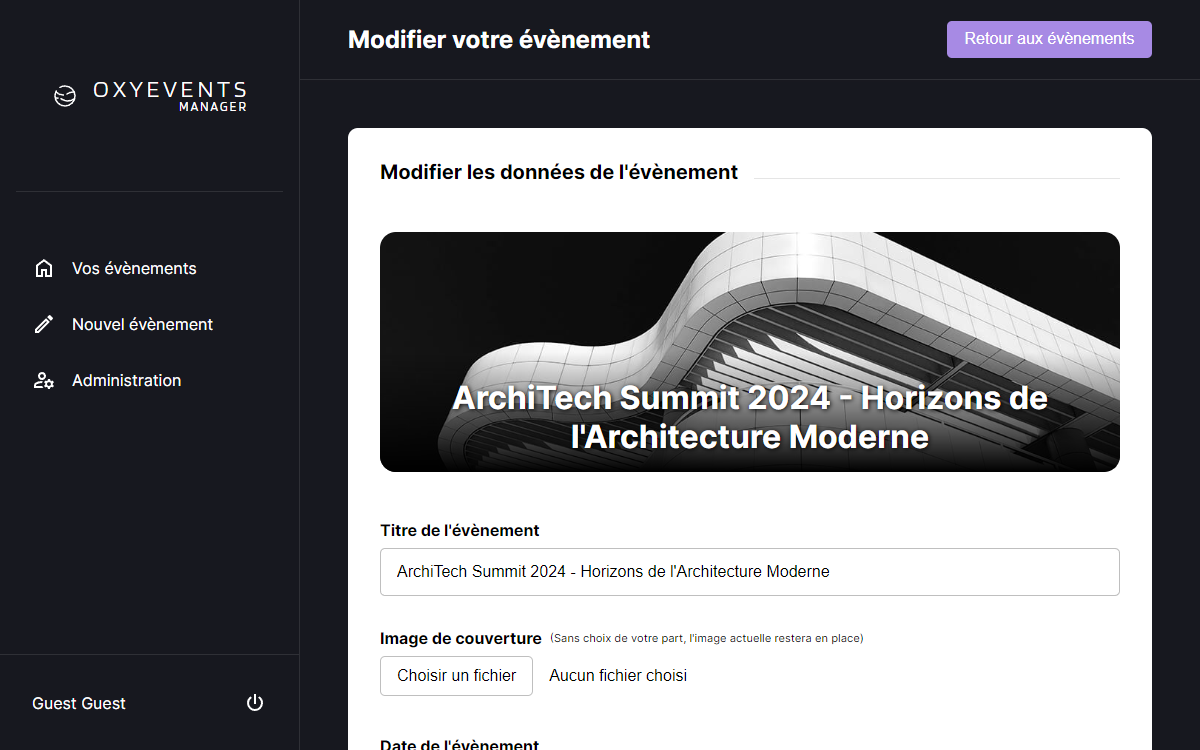 OXYEVENTS
MANAGER
Vos évènements
Nouvel évènement
Administration
Guest Guest
Modifier votre évènement
Retour aux évènements
Modifier les données de l'évènement
ArchiTech Summit 2024 - Horizons de
l'Architecture Moderne
Titre de l'évènement
ArchiTech Summit 2024 - Horizons de l'Architecture Moderne
Image de couverture (Sans choix de votre part, l'image actuelle restera en place)
Choisir un fichier Aucun fichier choisi
Date de l'évènement